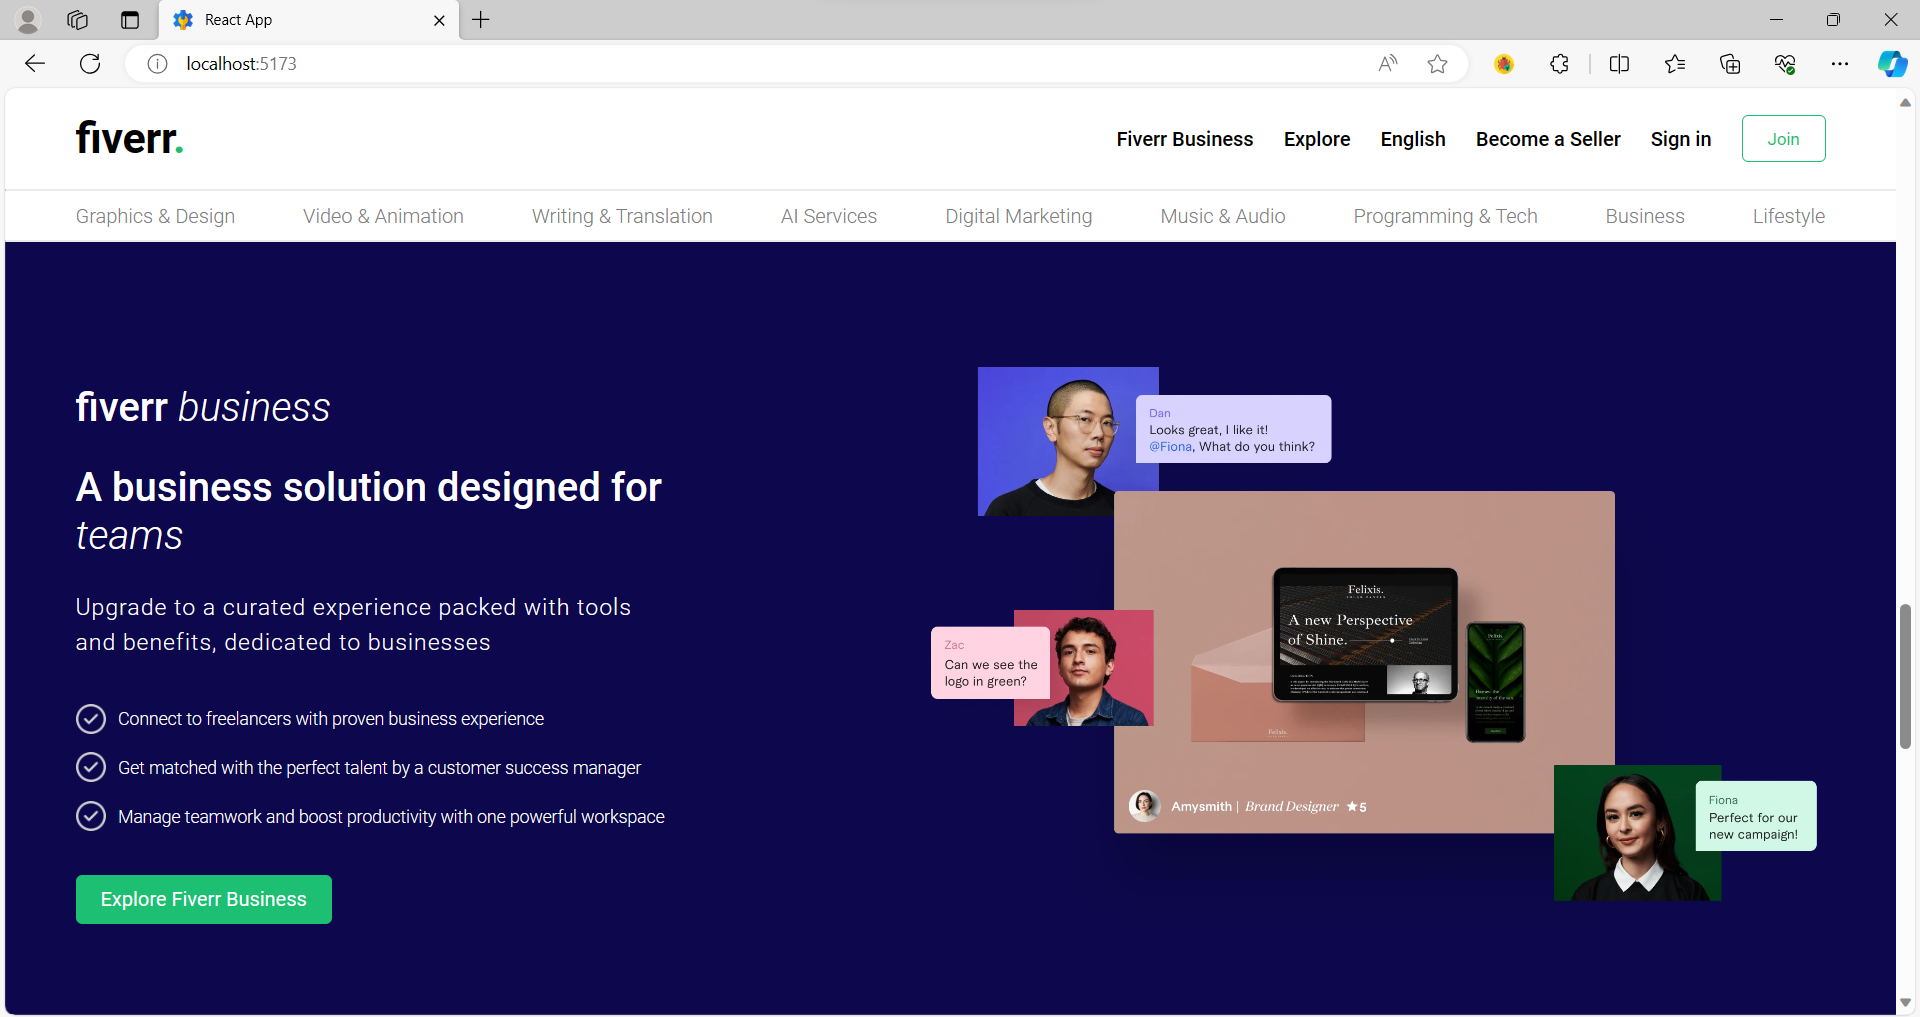 React App
localhost:5173
fiverr.
Fiverr Business
Explore
English
Become a Seller
Sign in
Join
Graphics & Design
Video & Animation
Writing & Translation
AI Services
Digital Marketing
Music & Audio
Programming & Tech
Business
Lifestyle
fiverr business
A business solution designed for
teams
Upgrade to a curated experience packed with tools
and benefits, dedicated to businesses
Connect to freelancers with proven business experience
Get matched with the perfect talent by a customer success manager
Manage teamwork and boost productivity with one powerful workspace
Explore Fiverr Business
Dan
Looks great, I like it!
@Fiona, What do you think?
Zac
Can we see the
logo in green?
Felixis.
A new Perspective
of Shine.
Felixis.
Felixis.
Amysmith | Brand Designer ★5
Fiona
Perfect for our
new campaign!